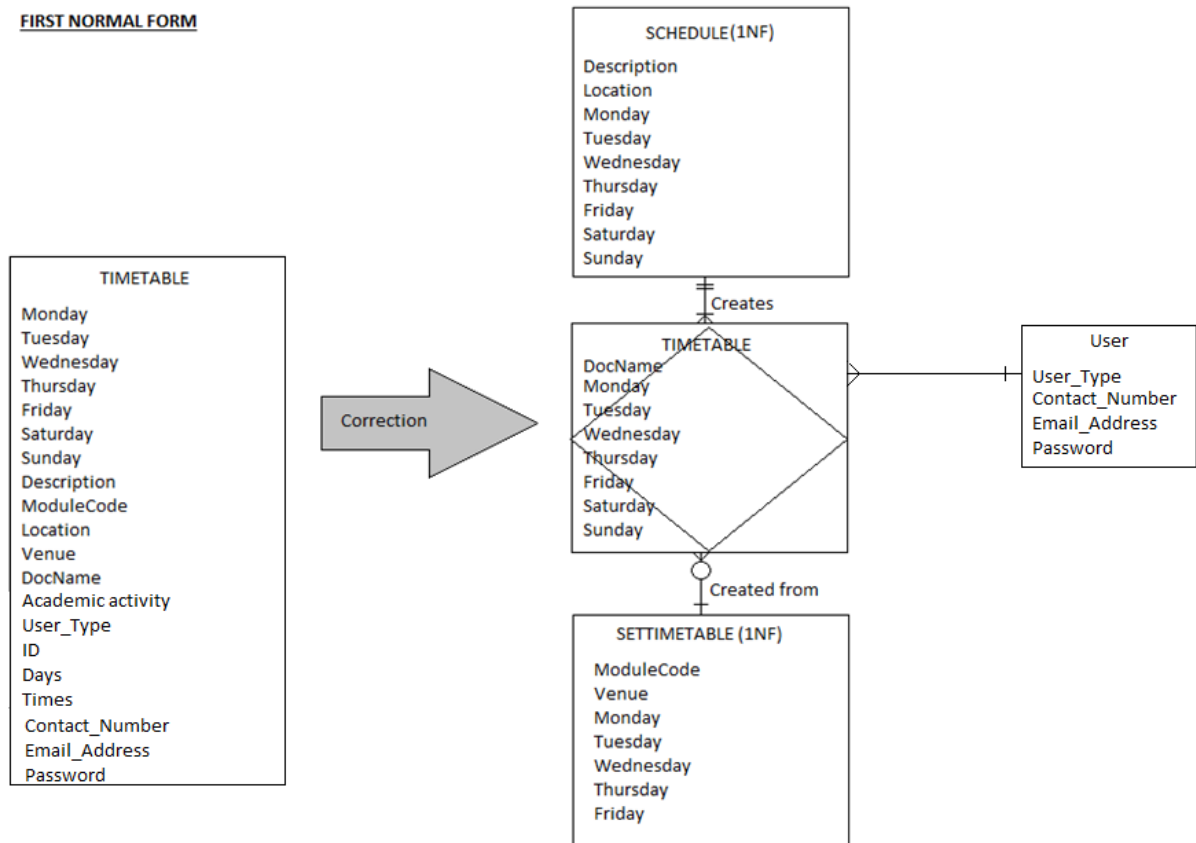 FIRST NORMAL FORM
TIMETABLE
Monday
Tuesday
Wednesday
Thursday
Friday
Saturday
Sunday
Description
ModuleCode
Location
Venue
DocName
Academic activity
User_Type
ID
Days
Times
Contact_Number
Email_Address
Password
Correction
SCHEDULE(1NF)
Description
Location
Monday
Tuesday
Wednesday
Thursday
Friday
Saturday
Sunday
Creates
TIMETABLE
DocName
Monday
Tuesday
Wednesday
Thursday
Friday
Saturday
Sunday
Created from
SETTIMETABLE (1NF)
ModuleCode
Venue
Monday
Tuesday
Wednesday
Thursday
Friday
User
User_Type
Contact_Number
Email_Address
Password